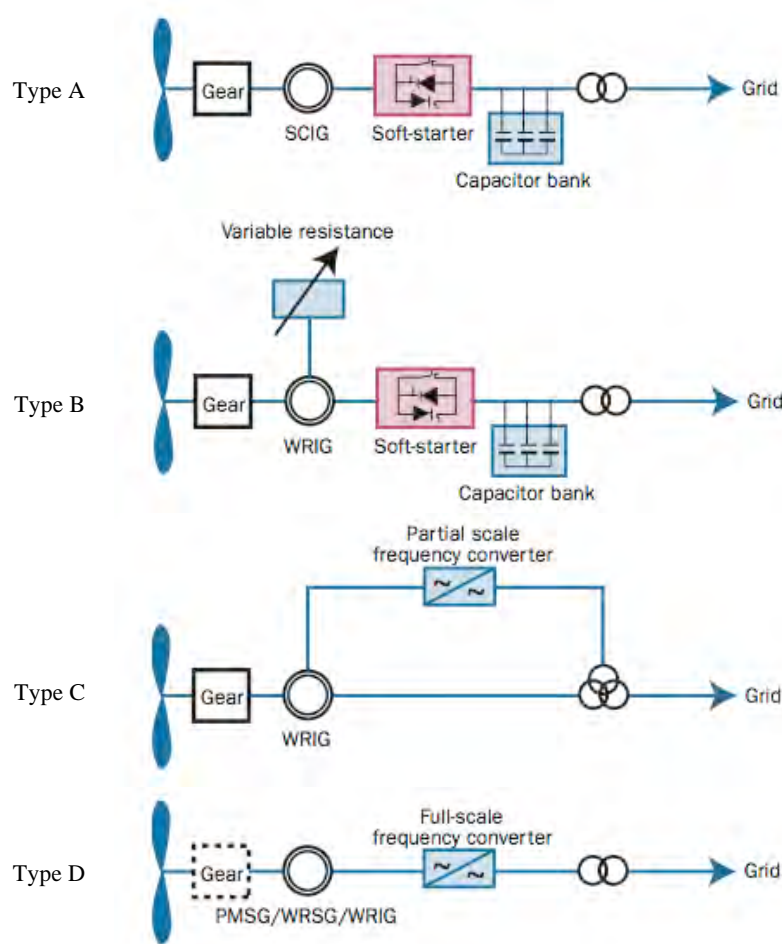 Type A
Gear
SCIG
Soft-starter
Capacitor bank
Grid
Variable resistance
Type B
Gear
WRIG
Soft-starter
Capacitor bank
Grid
Partial scale
frequency converter
Type C
Gear
WRIG
Grid
Full-scale
frequency converter
Type D
Gear
PMSG/WRSG/WRIG
Grid